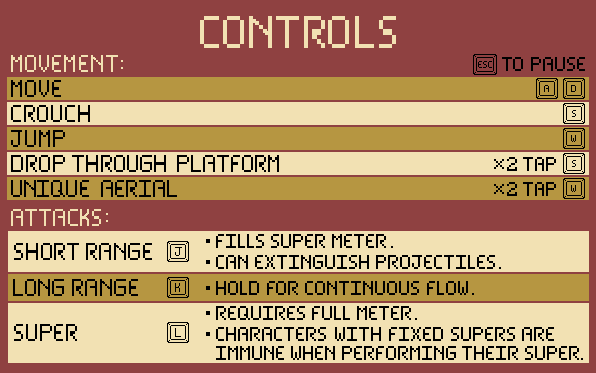 CONTROLS
MOVEMENT: ESC TO PAUSE
MOVE A D
CROUCH S
JUMP W
DROP THROUGH PLATFORM ×2 TAP S
UNIQUE AERIAL ×2 TAP W
ATTACKS:
SHORT RANGE J
• FILLS SUPER METER.
• CAN EXTINGUISH PROJECTILES.
LONG RANGE K • HOLD FOR CONTINUOUS FLOW.
SUPER L
• REQUIRES FULL METER.
• CHARACTERS WITH FIXED SUPERS ARE
IMMUNE WHEN PERFORMING THEIR SUPER.